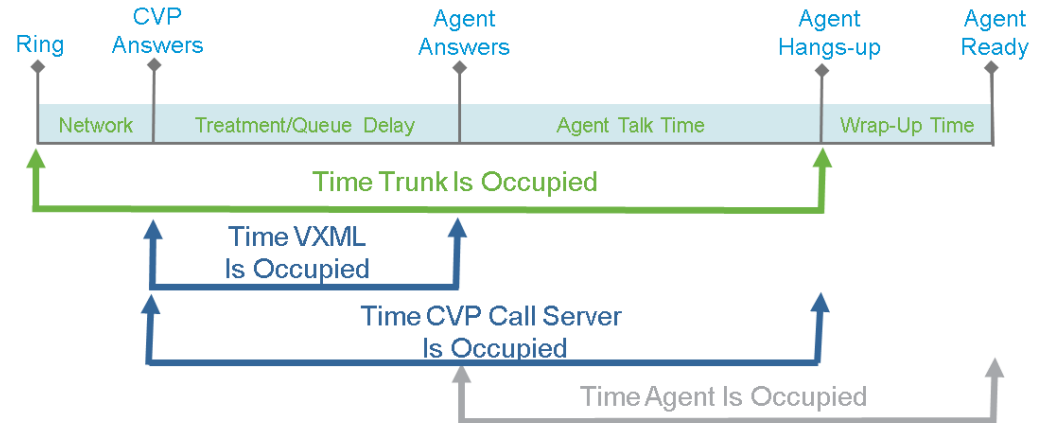 Ring
CVP
Answers
Agent
Answers
Agent
Hangs-up
Agent
Ready
Network
Treatment/Queue Delay
Agent Talk Time
Wrap-Up Time
Time Trunk Is Occupied
Time VXML
Is Occupied
Time CVP Call Server
Is Occupied
Time Agent Is Occupied